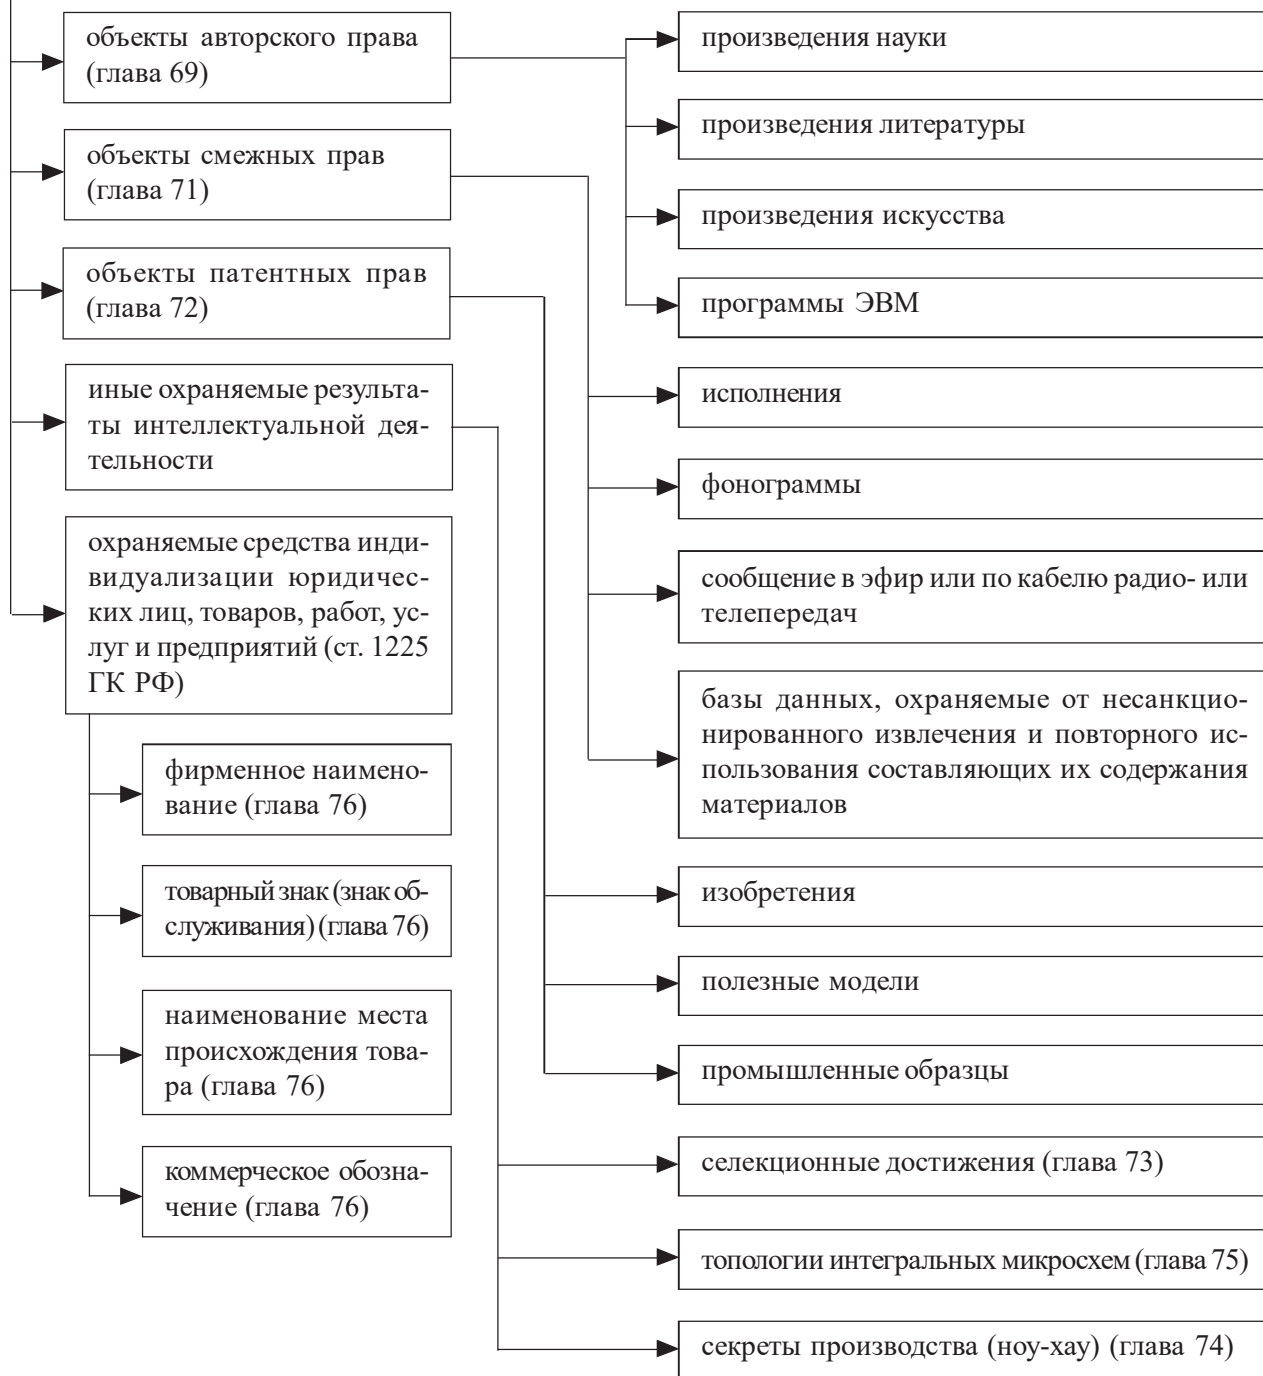 объекты авторского права
(глава 69)
объекты смежных прав
(глава 71)
объекты патентных прав
(глава 72)
иные охраняемые результа-
ты интеллектуальной дея-
тельности
охраняемые средства инди-
видуализации юридичес-
ких лиц, товаров, работ, ус-
луг и предприятий (ст. 1225
ГК РФ)
фирменное наимено-
вание (глава 76)
товарный знак (знак об-
служивания) (глава 76)
наименование места
происхождения това-
ра (глава 76)
коммерческое обозна-
чение (глава 76)
произведения науки
произведения литературы
произведения искусства
программы ЭВМ
исполнения
фонограммы
сообщение в эфир или по кабелю радио- или
телепередач
базы данных, охраняемые от несанкцио-
нированного извлечения и повторного ис-
пользования составляющих их содержания
материалов
изобретения
полезные модели
промышленные образцы
селекционные достижения (глава 73)
топологии интегральных микросхем (глава 75)
секреты производства (ноу-хау) (глава 74)